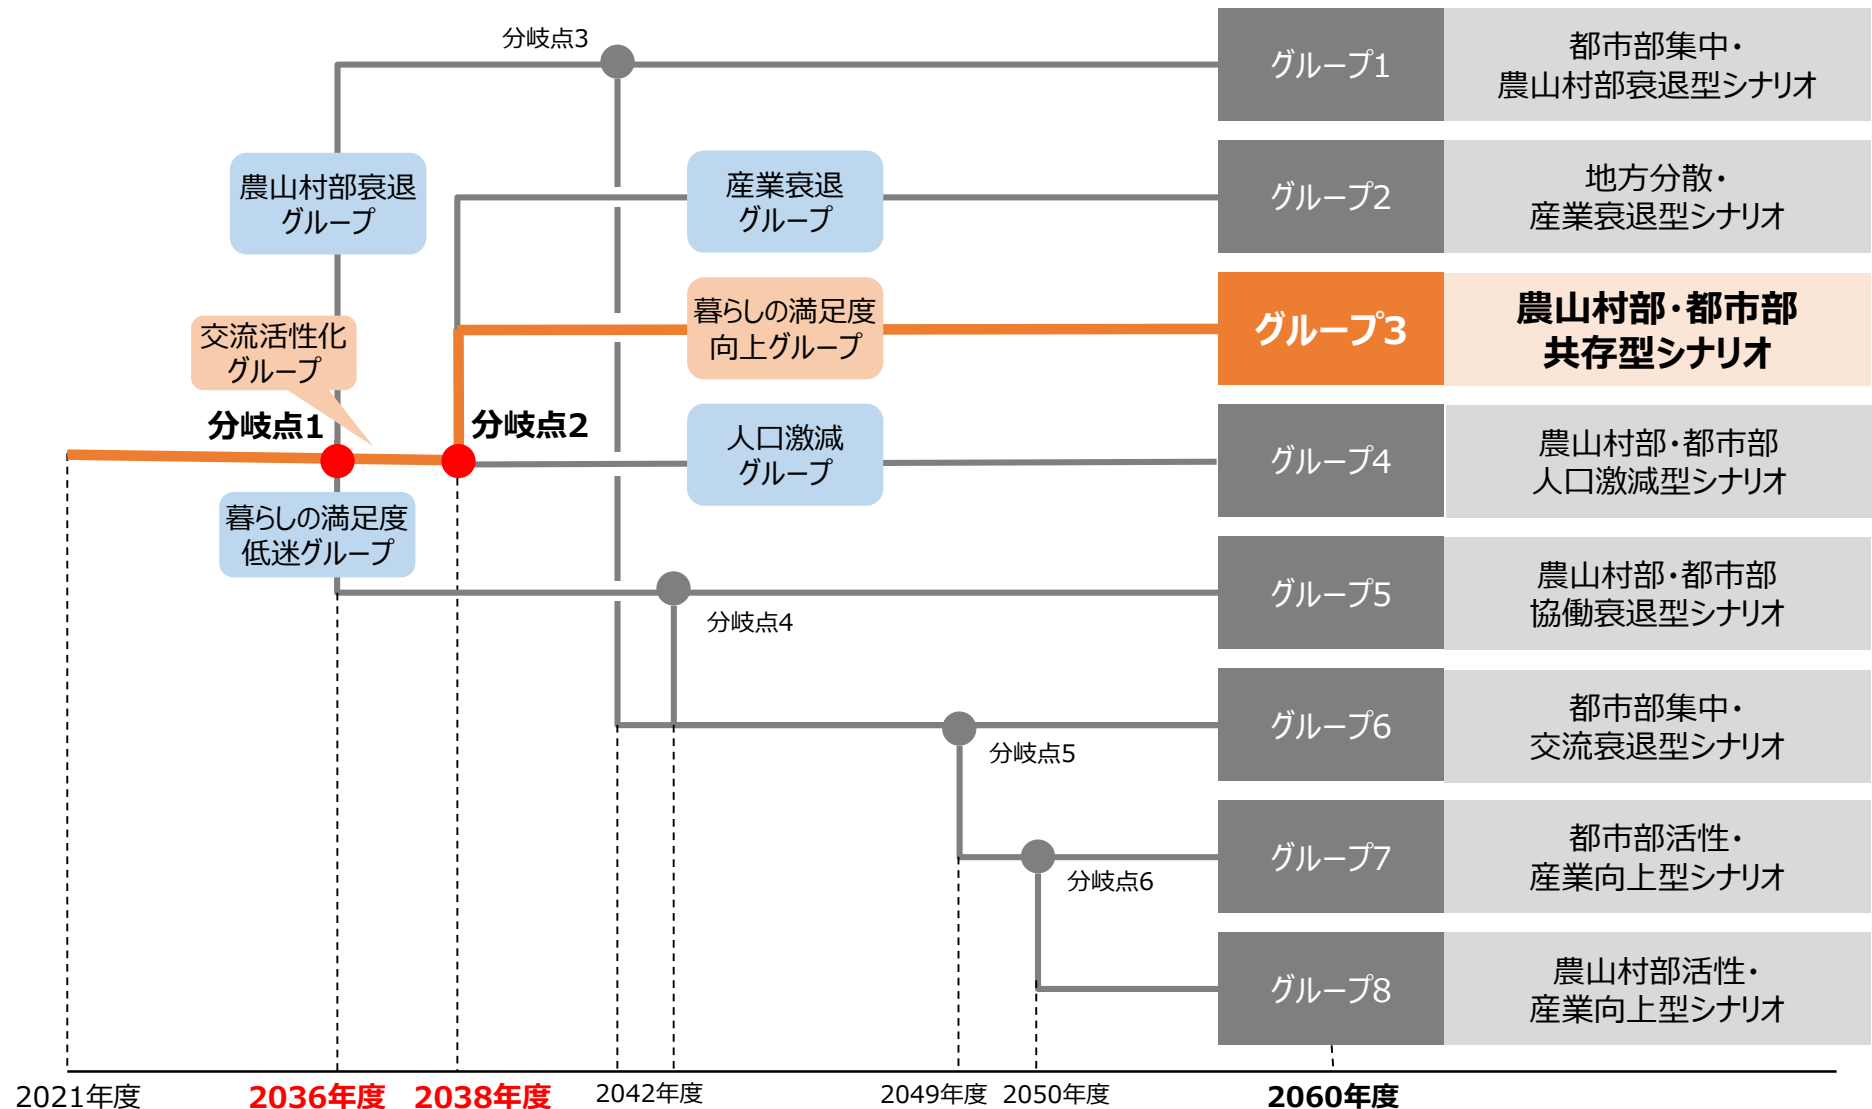 分岐点3
グループ1
都市部集中・
農山村部衰退型シナリオ
農山村部衰退
グループ
産業衰退
グループ
グループ2
地方分散・
産業衰退型シナリオ
交流活性化
グループ
暮らしの満足度
向上グループ
グループ3
農山村部・都市部
共存型シナリオ
分岐点1
分岐点2
人口激減
グループ
グループ4
農山村部・都市部
人口激減型シナリオ
暮らしの満足度
低迷グループ
分岐点4
グループ5
農山村部・都市部
協働衰退型シナリオ
分岐点5
グループ6
都市部集中・
交流衰退型シナリオ
分岐点6
グループ7
都市部活性・
産業向上型シナリオ
グループ8
農山村部活性・
産業向上型シナリオ
2021年度
2036年度
2038年度
2042年度
2049年度
2050年度
2060年度